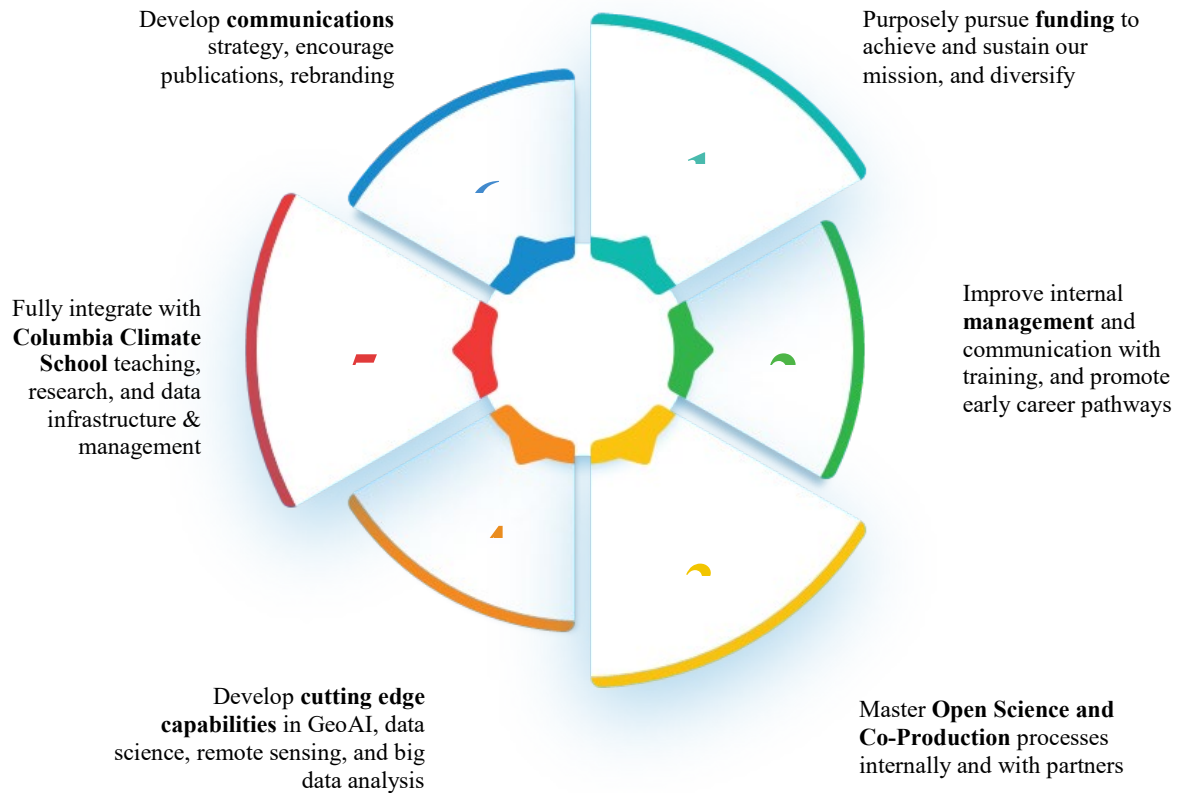 Develop communications
strategy, encourage
publications, rebranding
Purposely pursue funding to
achieve and sustain our
mission, and diversify
Improve internal
management and
communication with
training, and promote
early career pathways
Master Open Science and
Co-Production processes
internally and with partners
Develop cutting edge
capabilities in GeoAI, data
science, remote sensing, and big
data analysis
Fully integrate with
Columbia Climate
School teaching,
research, and data
infrastructure &
management